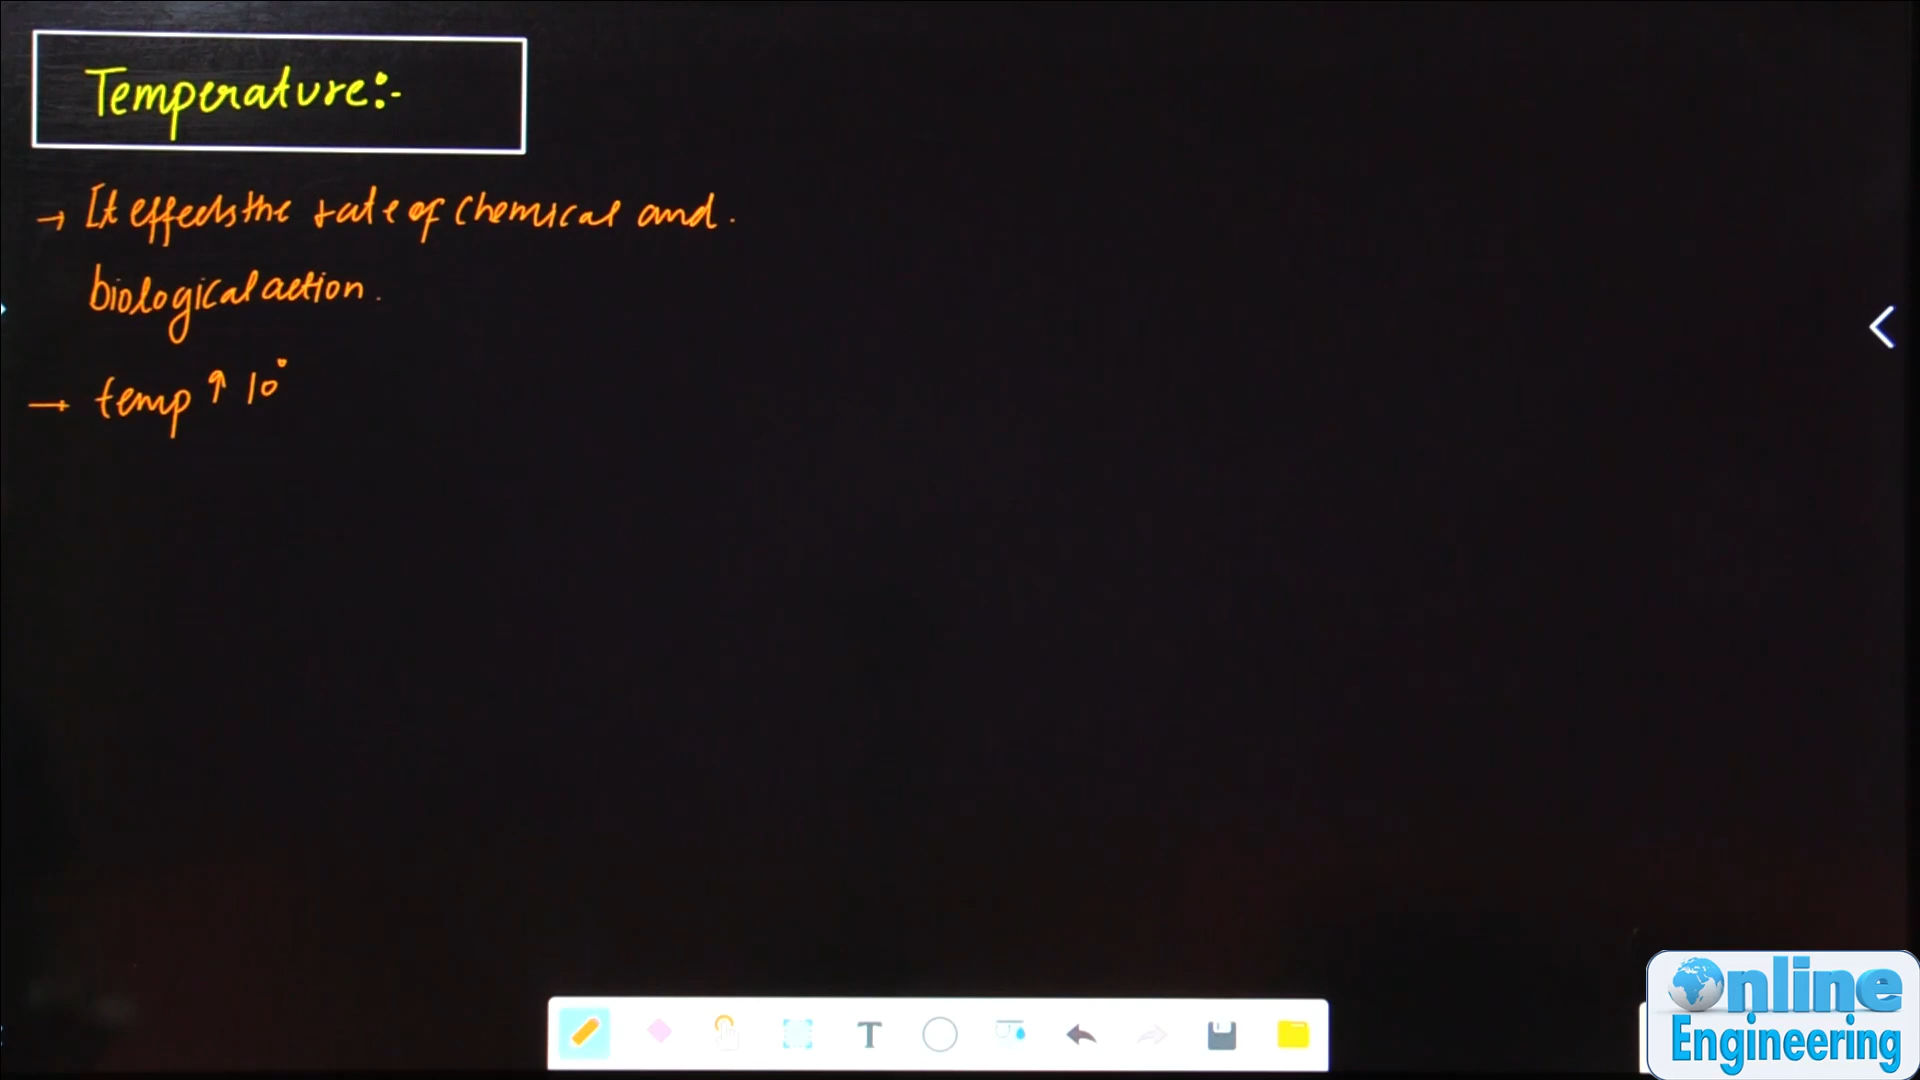 Temperature:-
→ It effects the rate of chemical and.
biological action.
→ temp ↑ 10°
T
Online
Engineering